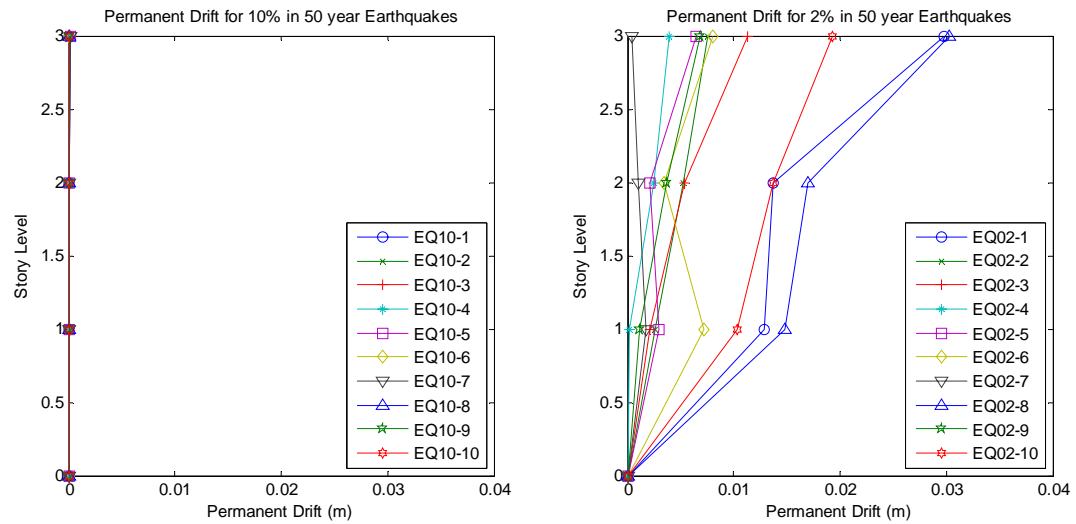 Permanent Drift for 10% in 50 year Earthquakes
3
2.5
2
1.5
1
0.5
0
Story Level
EQ10-1
EQ10-2
EQ10-3
EQ10-4
EQ10-5
EQ10-6
EQ10-7
EQ10-8
EQ10-9
EQ10-10
0 0.01 0.02 0.03 0.04
Permanent Drift (m)
Permanent Drift for 2% in 50 year Earthquakes
3
2.5
2
1.5
1
0.5
0
Story Level
EQ02-1
EQ02-2
EQ02-3
EQ02-4
EQ02-5
EQ02-6
EQ02-7
EQ02-8
EQ02-9
EQ02-10
0 0.01 0.02 0.03 0.04
Permanent Drift (m)